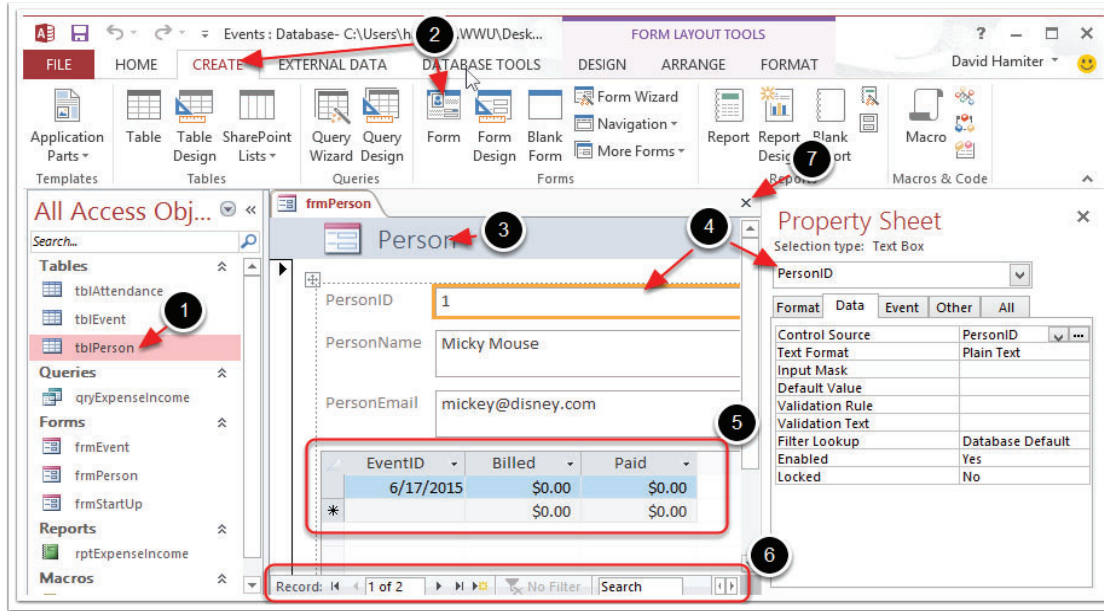 Events : Database- C:\Users\h WWU\Desk... FORM LAYOUT TOOLS ?
2
FILE HOME CREATE EXTERNAL DATA DATABASE TOOLS DESIGN ARRANGE FORMAT David Hamiter
Application Parts Table Table Design SharePoint Lists Query Wizard Query Design Form Form Design Blank Form Form Wizard Navigation More Forms Report Report Blank Macro
7
Templates Tables Queries Forms Reports Macros & Code
All Access Obj...
Search...
Tables
tblAttendance
tblEvent
1
tblPerson
Queries
qryExpenseIncome
Forms
frmEvent
frmPerson
frmStartUp
Reports
rptExpenseIncome
Macros
frmPerson
Person
3
4
PersonID 1
PersonName Micky Mouse
PersonEmail mickey@disney.com
5
EventID Billed Paid
6/17/2015 $0.00 $0.00
* $0.00 $0.00
6
Record: 1 of 2 No Filter Search
Property Sheet
Selection type: Text Box
PersonID
Format Data Event Other All
Control Source PersonID
Text Format Plain Text
Input Mask
Default Value
Validation Rule
Validation Text
Filter Lookup Database Default
Enabled Yes
Locked No